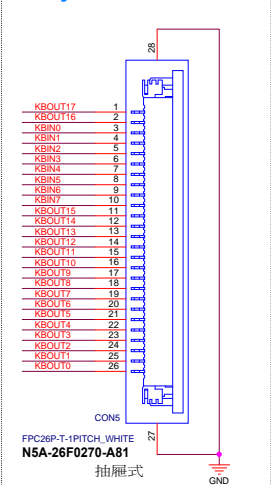 28
KBOUT17 1
KBOUT16 2
KBIN0 3
KBIN1 4
KBIN2 5
KBIN3 6
KBIN4 7
KBIN5 8
KBIN6 9
KBIN7 10
KBOUT15 11
KBOUT14 12
KBOUT13 13
KBOUT12 14
KBOUT11 15
KBOUT10 16
KBOUT9 17
KBOUT8 18
KBOUT7 19
KBOUT6 20
KBOUT5 21
KBOUT4 22
KBOUT3 23
KBOUT2 24
KBOUT1 25
KBOUT0 26
CON5
27
FPC26P-T-1PITCH_WHITE
N5A-26F0270-A81
抽屜式
GND